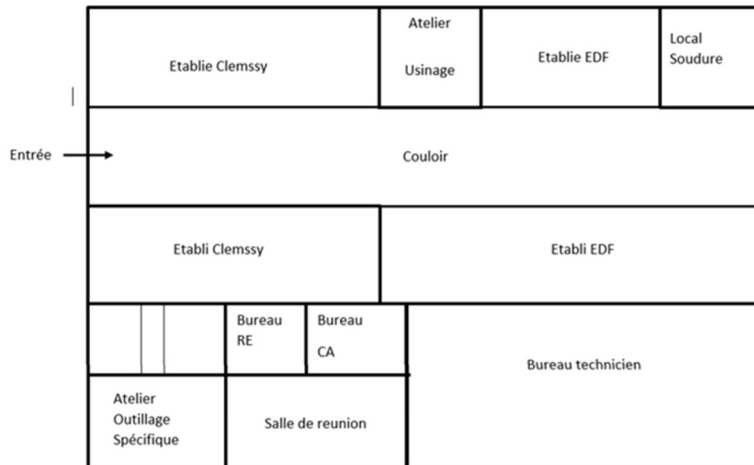 Etablie Clemssy
Atelier
Usinage
Etablie EDF
Local
Soudure
Entrée
Couloir
Etabli Clemssy
Etabli EDF
Bureau
RE
Bureau
CA
Bureau technicien
Atelier
Outillage
Spécifique
Salle de reunion